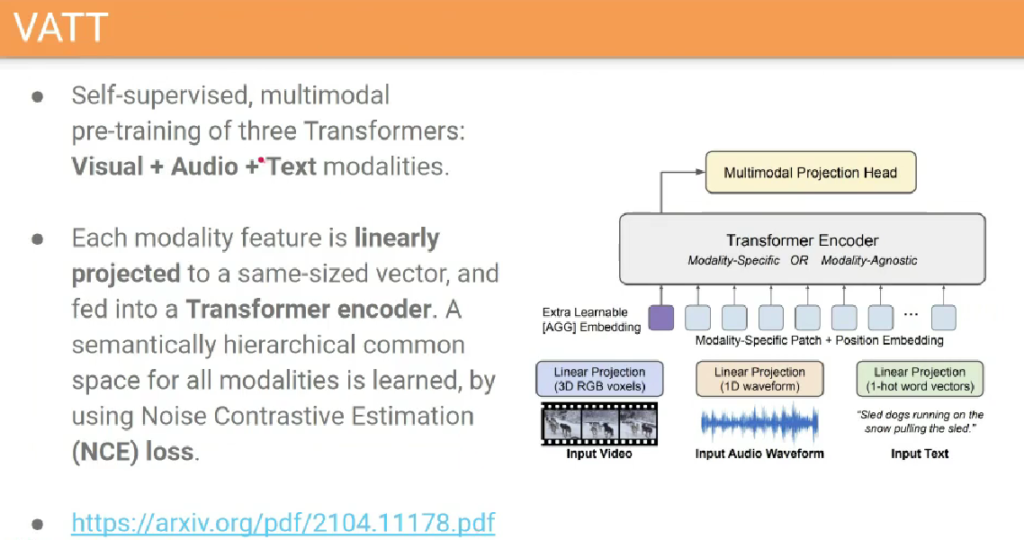 VATT
● Self-supervised, multimodal
pre-training of three Transformers:
Visual + Audio + Text modalities.
● Each modality feature is linearly
projected to a same-sized vector, and
fed into a Transformer encoder. A
semantically hierarchical common
space for all modalities is learned, by
using Noise Contrastive Estimation
(NCE) loss.
● https://arxiv.org/pdf/2104.11178.pdf
Multimodal Projection Head
Transformer Encoder
Modality-Specific OR Modality-Agnostic
Extra Learnable
[AGG] Embedding
...
Modality-Specific Patch + Position Embedding
Linear Projection
(3D RGB voxels)
Linear Projection
(1D waveform)
Linear Projection
(1-hot word vectors)
"Sled dogs running on the
snow pulling the sled."
Input Video
Input Audio Waveform
Input Text